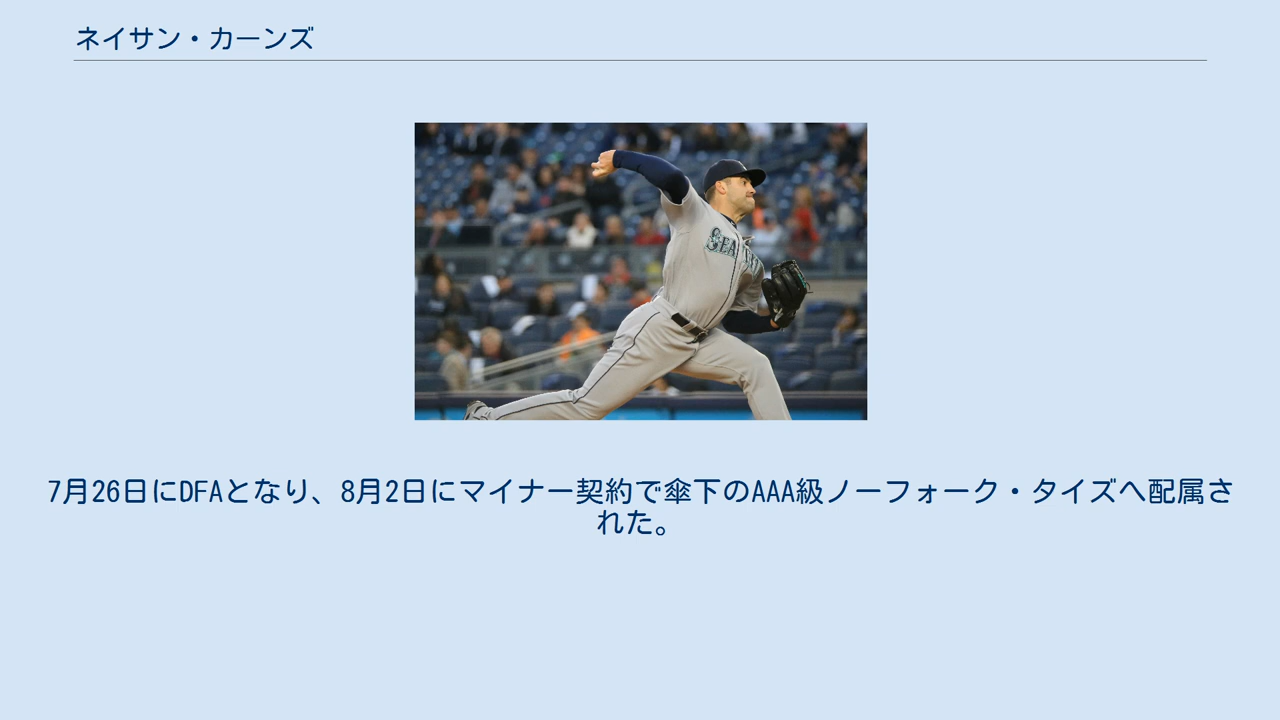 ネイサン・カーンズ
SEA
7月26日にDFAとなり、8月2日にマイナー契約で傘下のAAA級ノーフォーク・タイズへ配属さ
れた。